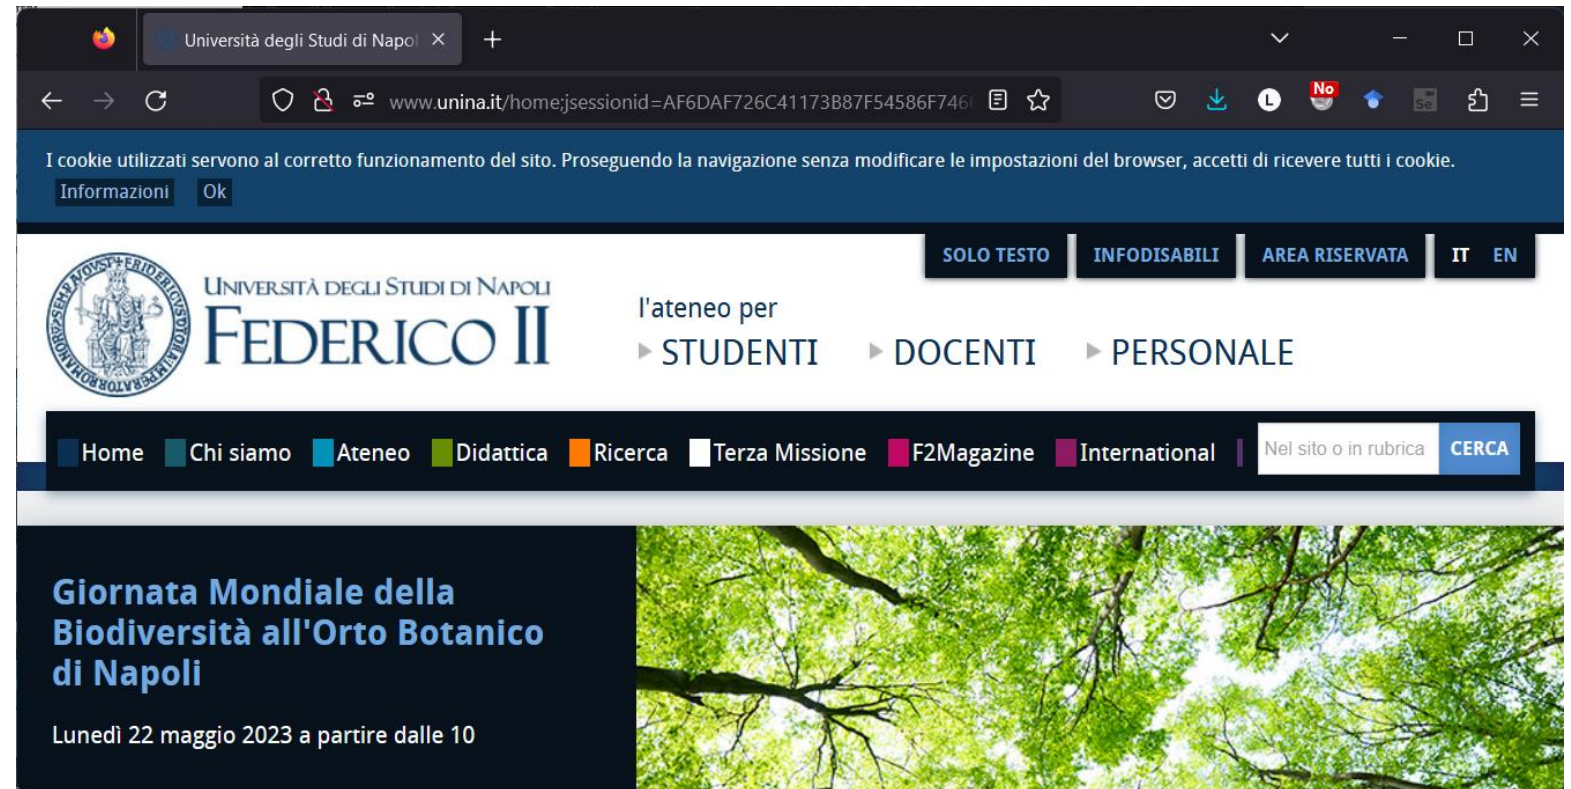 Università degli Studi di Napol
www.unina.it/home;jsessionid=AF6DAF726C41173B87F54586F746
L
No
Se
I cookie utilizzati servono al corretto funzionamento del sito. Proseguendo la navigazione senza modificare le impostazioni del browser, accetti di ricevere tutti i cookie.
Informazioni Ok
SOLO TESTO INFODISABILI AREA RISERVATA IT EN
Università degli Studi di Napoli
Federico II
l'ateneo per
STUDENTI DOCENTI PERSONALE
Home Chi siamo Ateneo Didattica Ricerca Terza Missione F2Magazine International Nel sito o in rubrica CERCA
Giornata Mondiale della
Biodiversità all'Orto Botanico
di Napoli
Lunedì 22 maggio 2023 a partire dalle 10